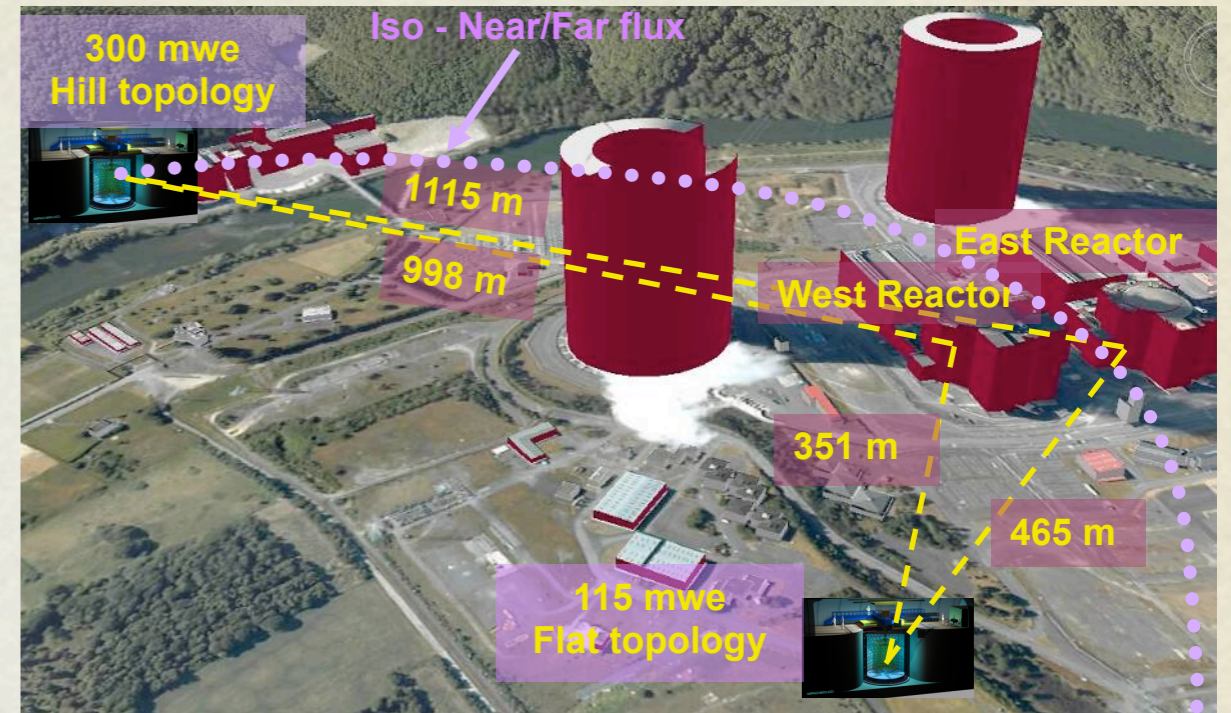 Iso - Near/Far flux
300 mwe
Hill topology
1115 m
998 m
East Reactor
West Reactor
351 m
465 m
115 mwe
Flat topology